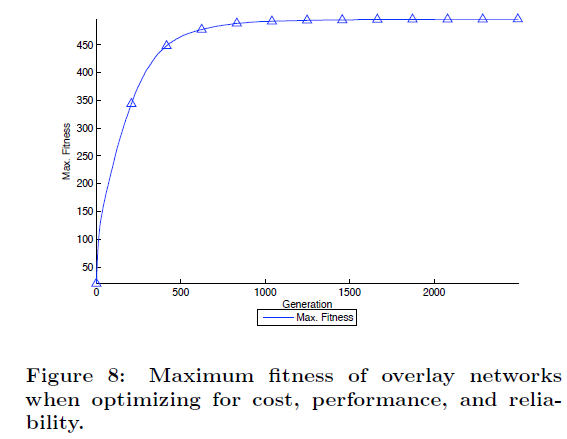 450
400
350
300
250
200
150
100
50
Max. Fitness
0 500 1000 1500 2000
Generation
Max. Fitness
Figure 8: Maximum fitness of overlay networks
when optimizing for cost, performance, and relia-
bility.